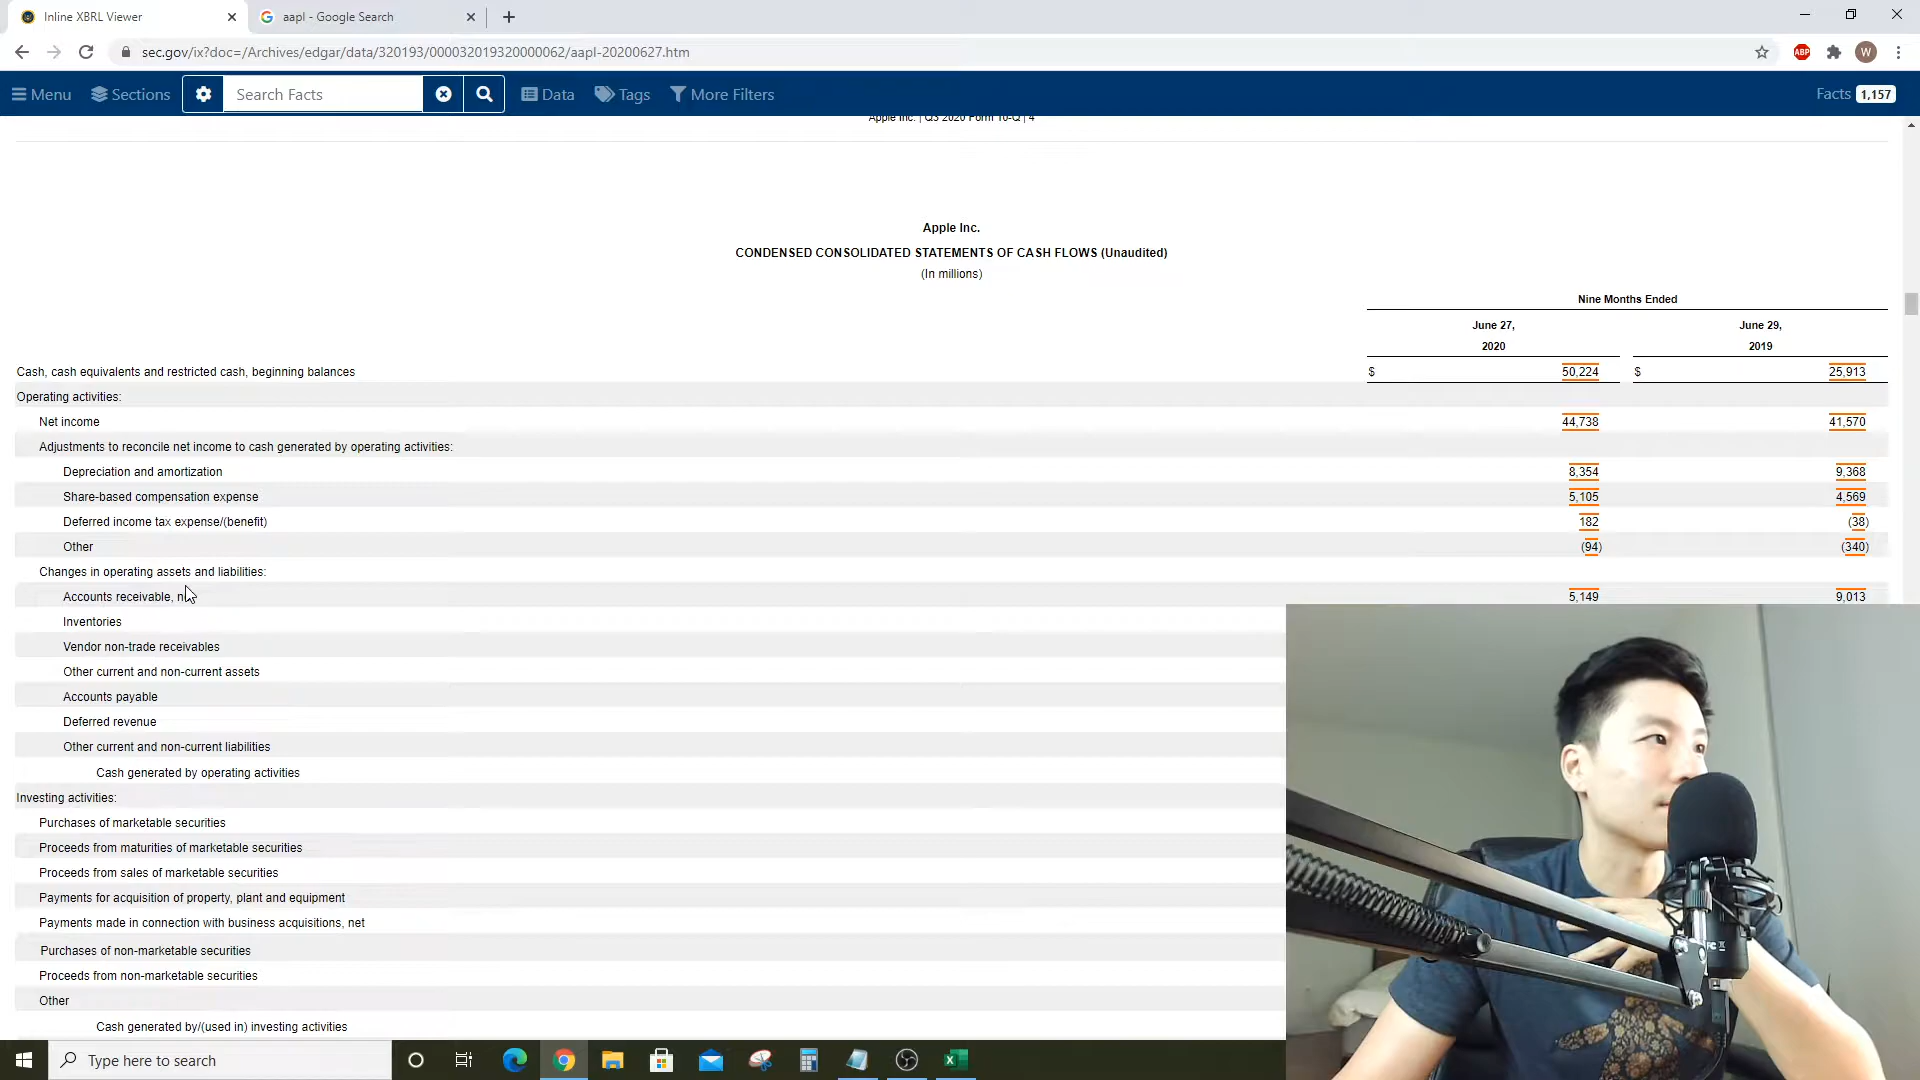 Inline XBRL Viewer
aapl - Google Search
sec.gov/ix?doc=/Archives/edgar/data/320193/000032019320000062/aapl-20200627.htm
ABP
W
Menu
Sections
Search Facts
Data
Tags
More Filters
Facts 1,157
Apple Inc. | Q3 2020 Form 10-Q | 4
Apple Inc.
CONDENSED CONSOLIDATED STATEMENTS OF CASH FLOWS (Unaudited)
(In millions)
Nine Months Ended
June 27, June 29,
2020 2019
Cash, cash equivalents and restricted cash, beginning balances $ 50,224 $ 25,913
Operating activities:
Net income 44,738 41,570
Adjustments to reconcile net income to cash generated by operating activities:
Depreciation and amortization 8,354 9,368
Share-based compensation expense 5,105 4,569
Deferred income tax expense/(benefit) 182 (38)
Other (94) (340)
Changes in operating assets and liabilities:
Accounts receivable, 5,149 9,013
Inventories
Vendor non-trade receivables
Other current and non-current assets
Accounts payable
Deferred revenue
Other current and non-current liabilities
Cash generated by operating activities
Investing activities:
Purchases of marketable securities
Proceeds from maturities of marketable securities
Proceeds from sales of marketable securities
Payments for acquisition of property, plant and equipment
Payments made in connection with business acquisitions, net
Purchases of non-marketable securities
Proceeds from non-marketable securities
Other
Cash generated by/(used in) investing activities
Type here to search